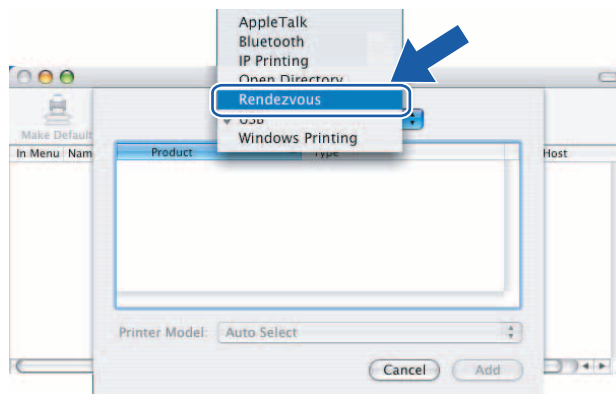 AppleTalk
Bluetooth
IP Printing
Open Directory
Rendezvous
USB
Windows Printing
Make Default
In Menu Nam Product Type Host
Printer Model: Auto Select
Cancel Add